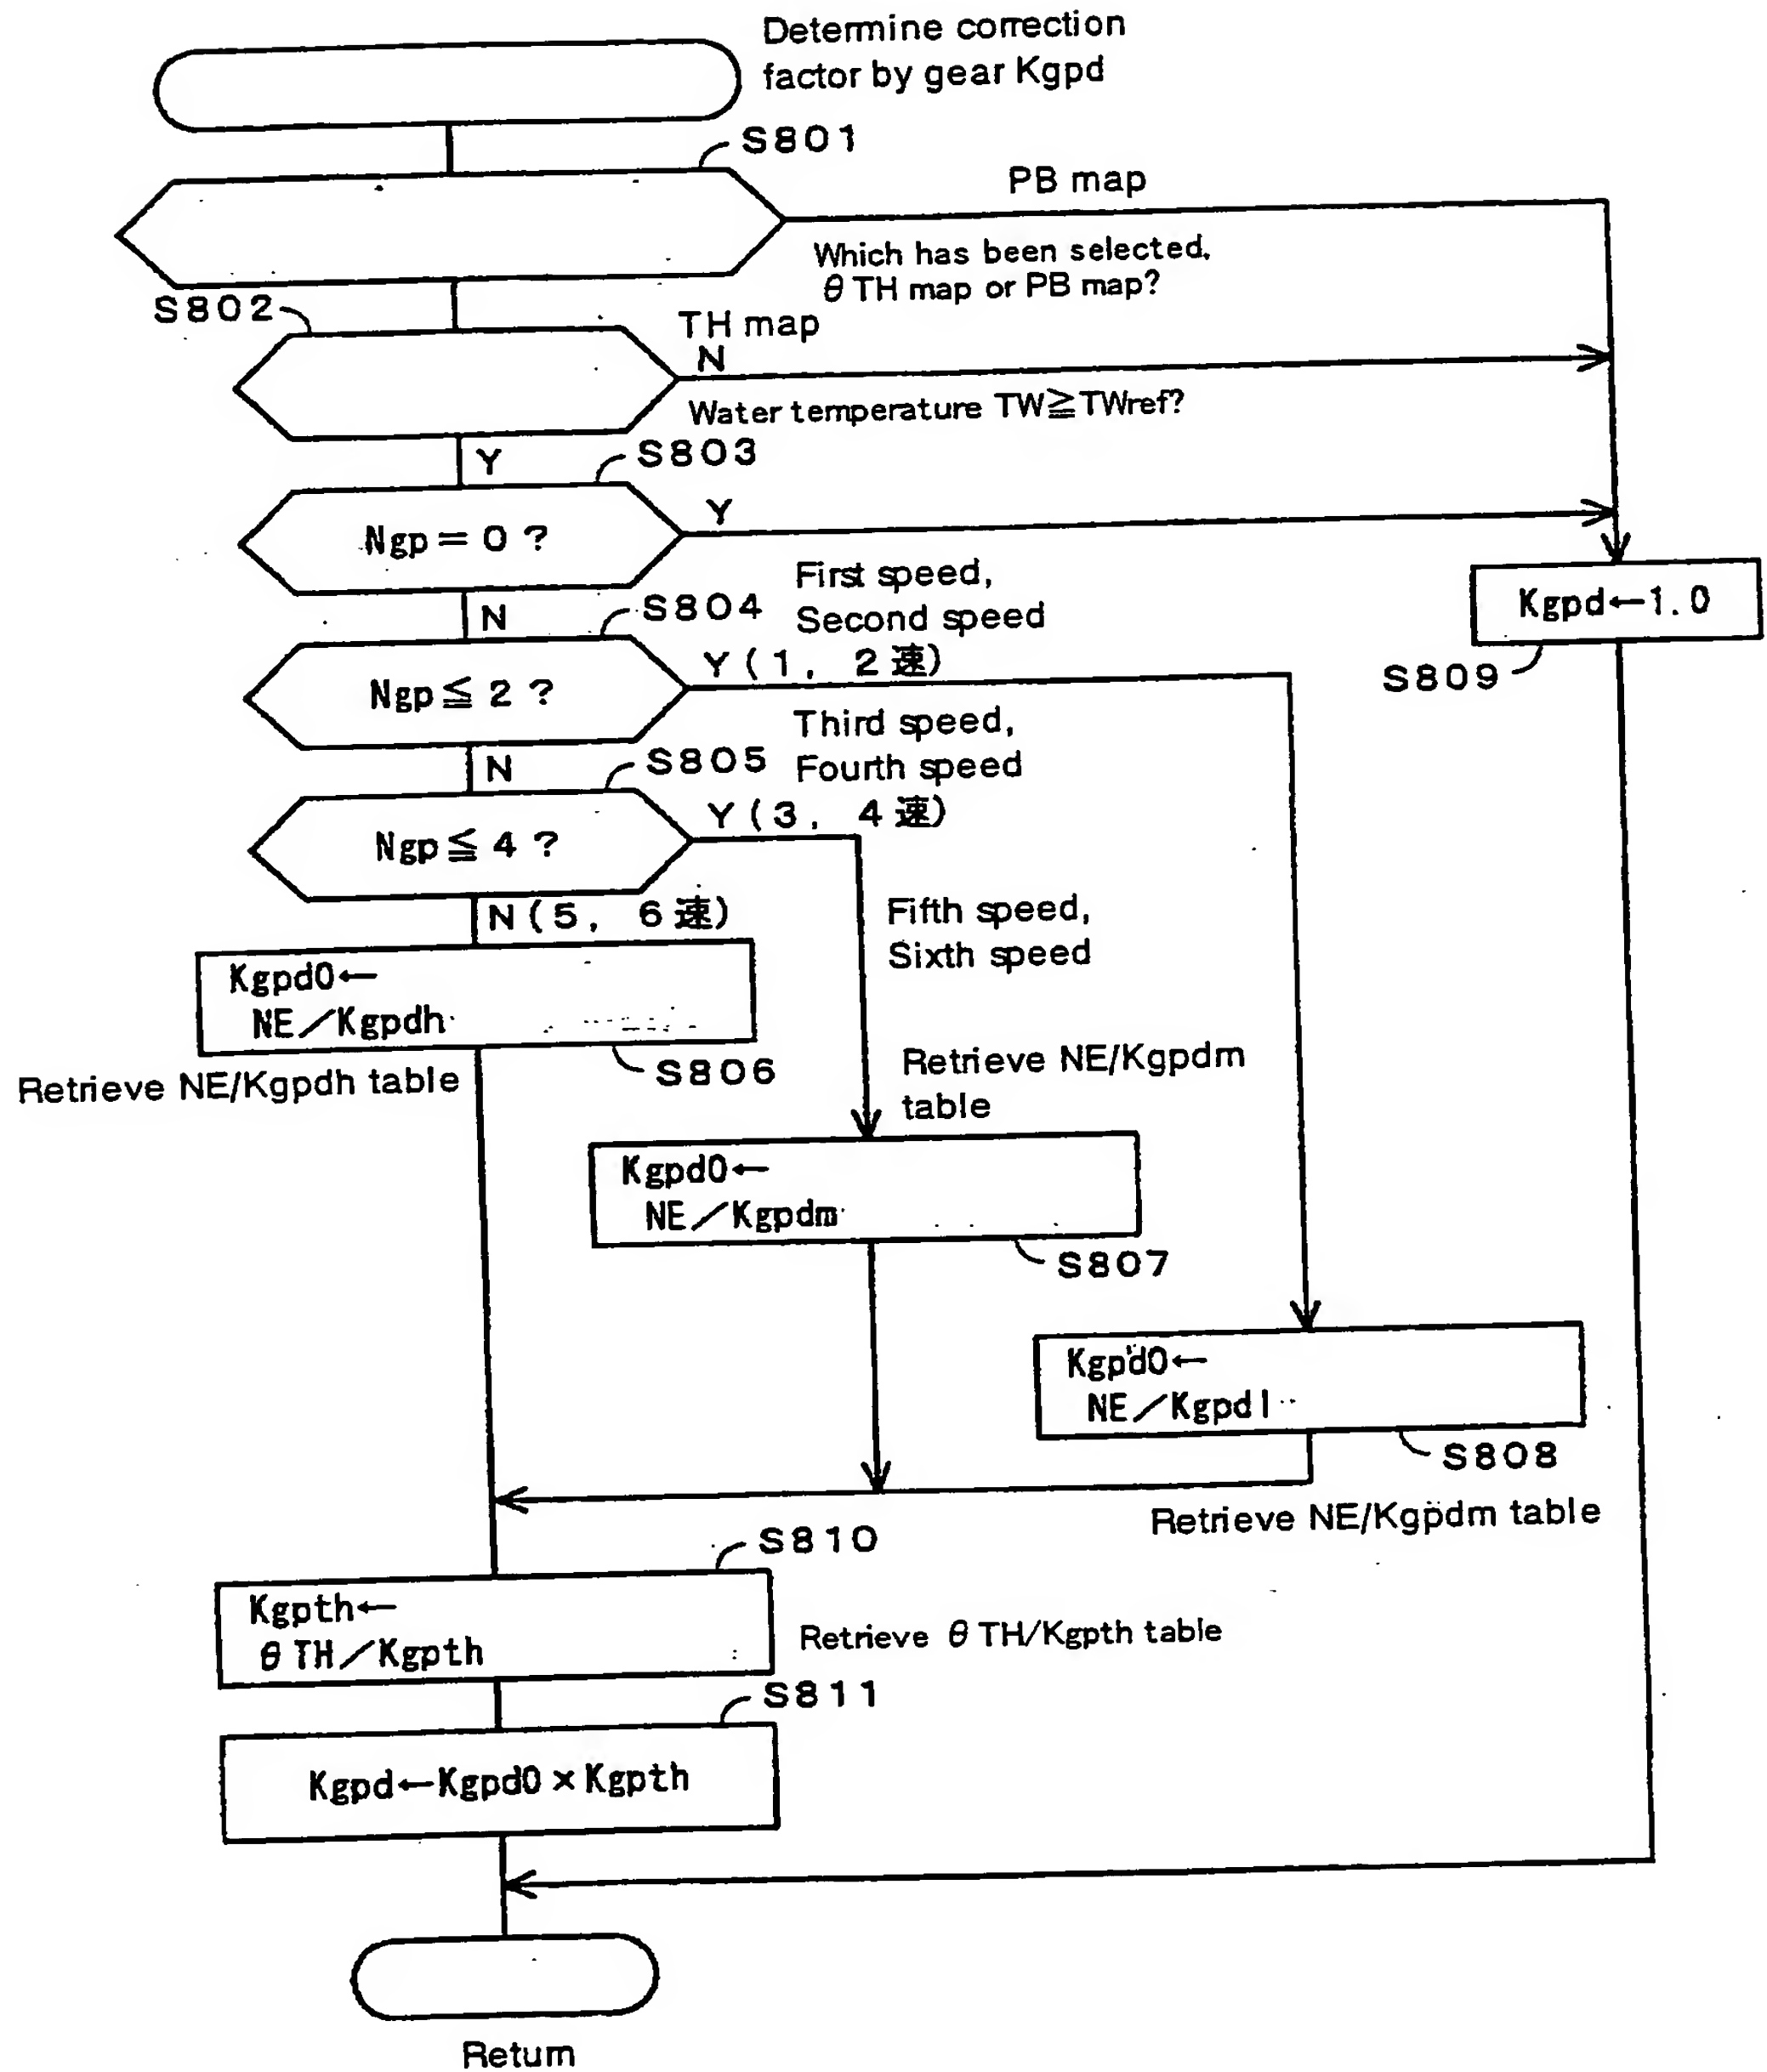 Determine correction
factor by gear Kgpd
S801
PB map
Which has been selected.
θ TH map or PB map?
S802
TH map
N
Water temperature TW≧TWref?
Y
S803
Ngp=0 ?
Y
N
S804
First speed,
Second speed
Kgpd←1.0
S809
Ngp≦2 ?
Y(1, 2速)
N
S805
Third speed,
Fourth speed
Ngp≦4 ?
Y(3, 4速)
N(5, 6速)
Fifth speed,
Sixth speed
Kgpd0←
NE/Kgpdh
S806
Retrieve NE/Kgpdh table
Retrieve NE/Kgpdm
table
Kgpd0←
NE/Kgpdm
S807
Kgpd0←
NE/Kgpdl
S808
Retrieve NE/Kgpdm table
S810
Kgpth←
θ TH/Kgpth
Retrieve θ TH/Kgpth table
S811
Kgpd←Kgpd0×Kgpth
Return